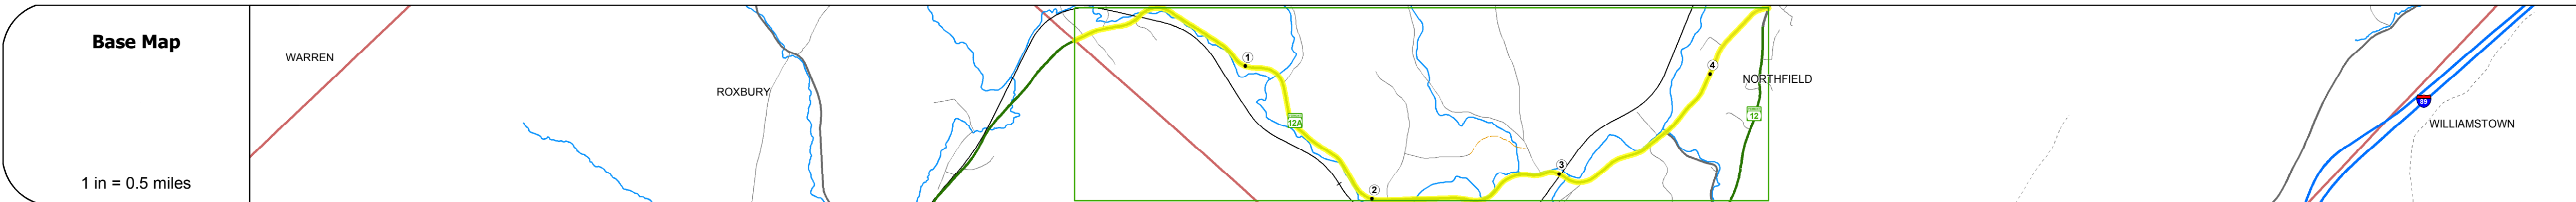 Base Map
1 in = 0.5 miles
WARREN
ROXBURY
1
12A
2
3
4
NORTHFIELD
12
89
WILLIAMSTOWN